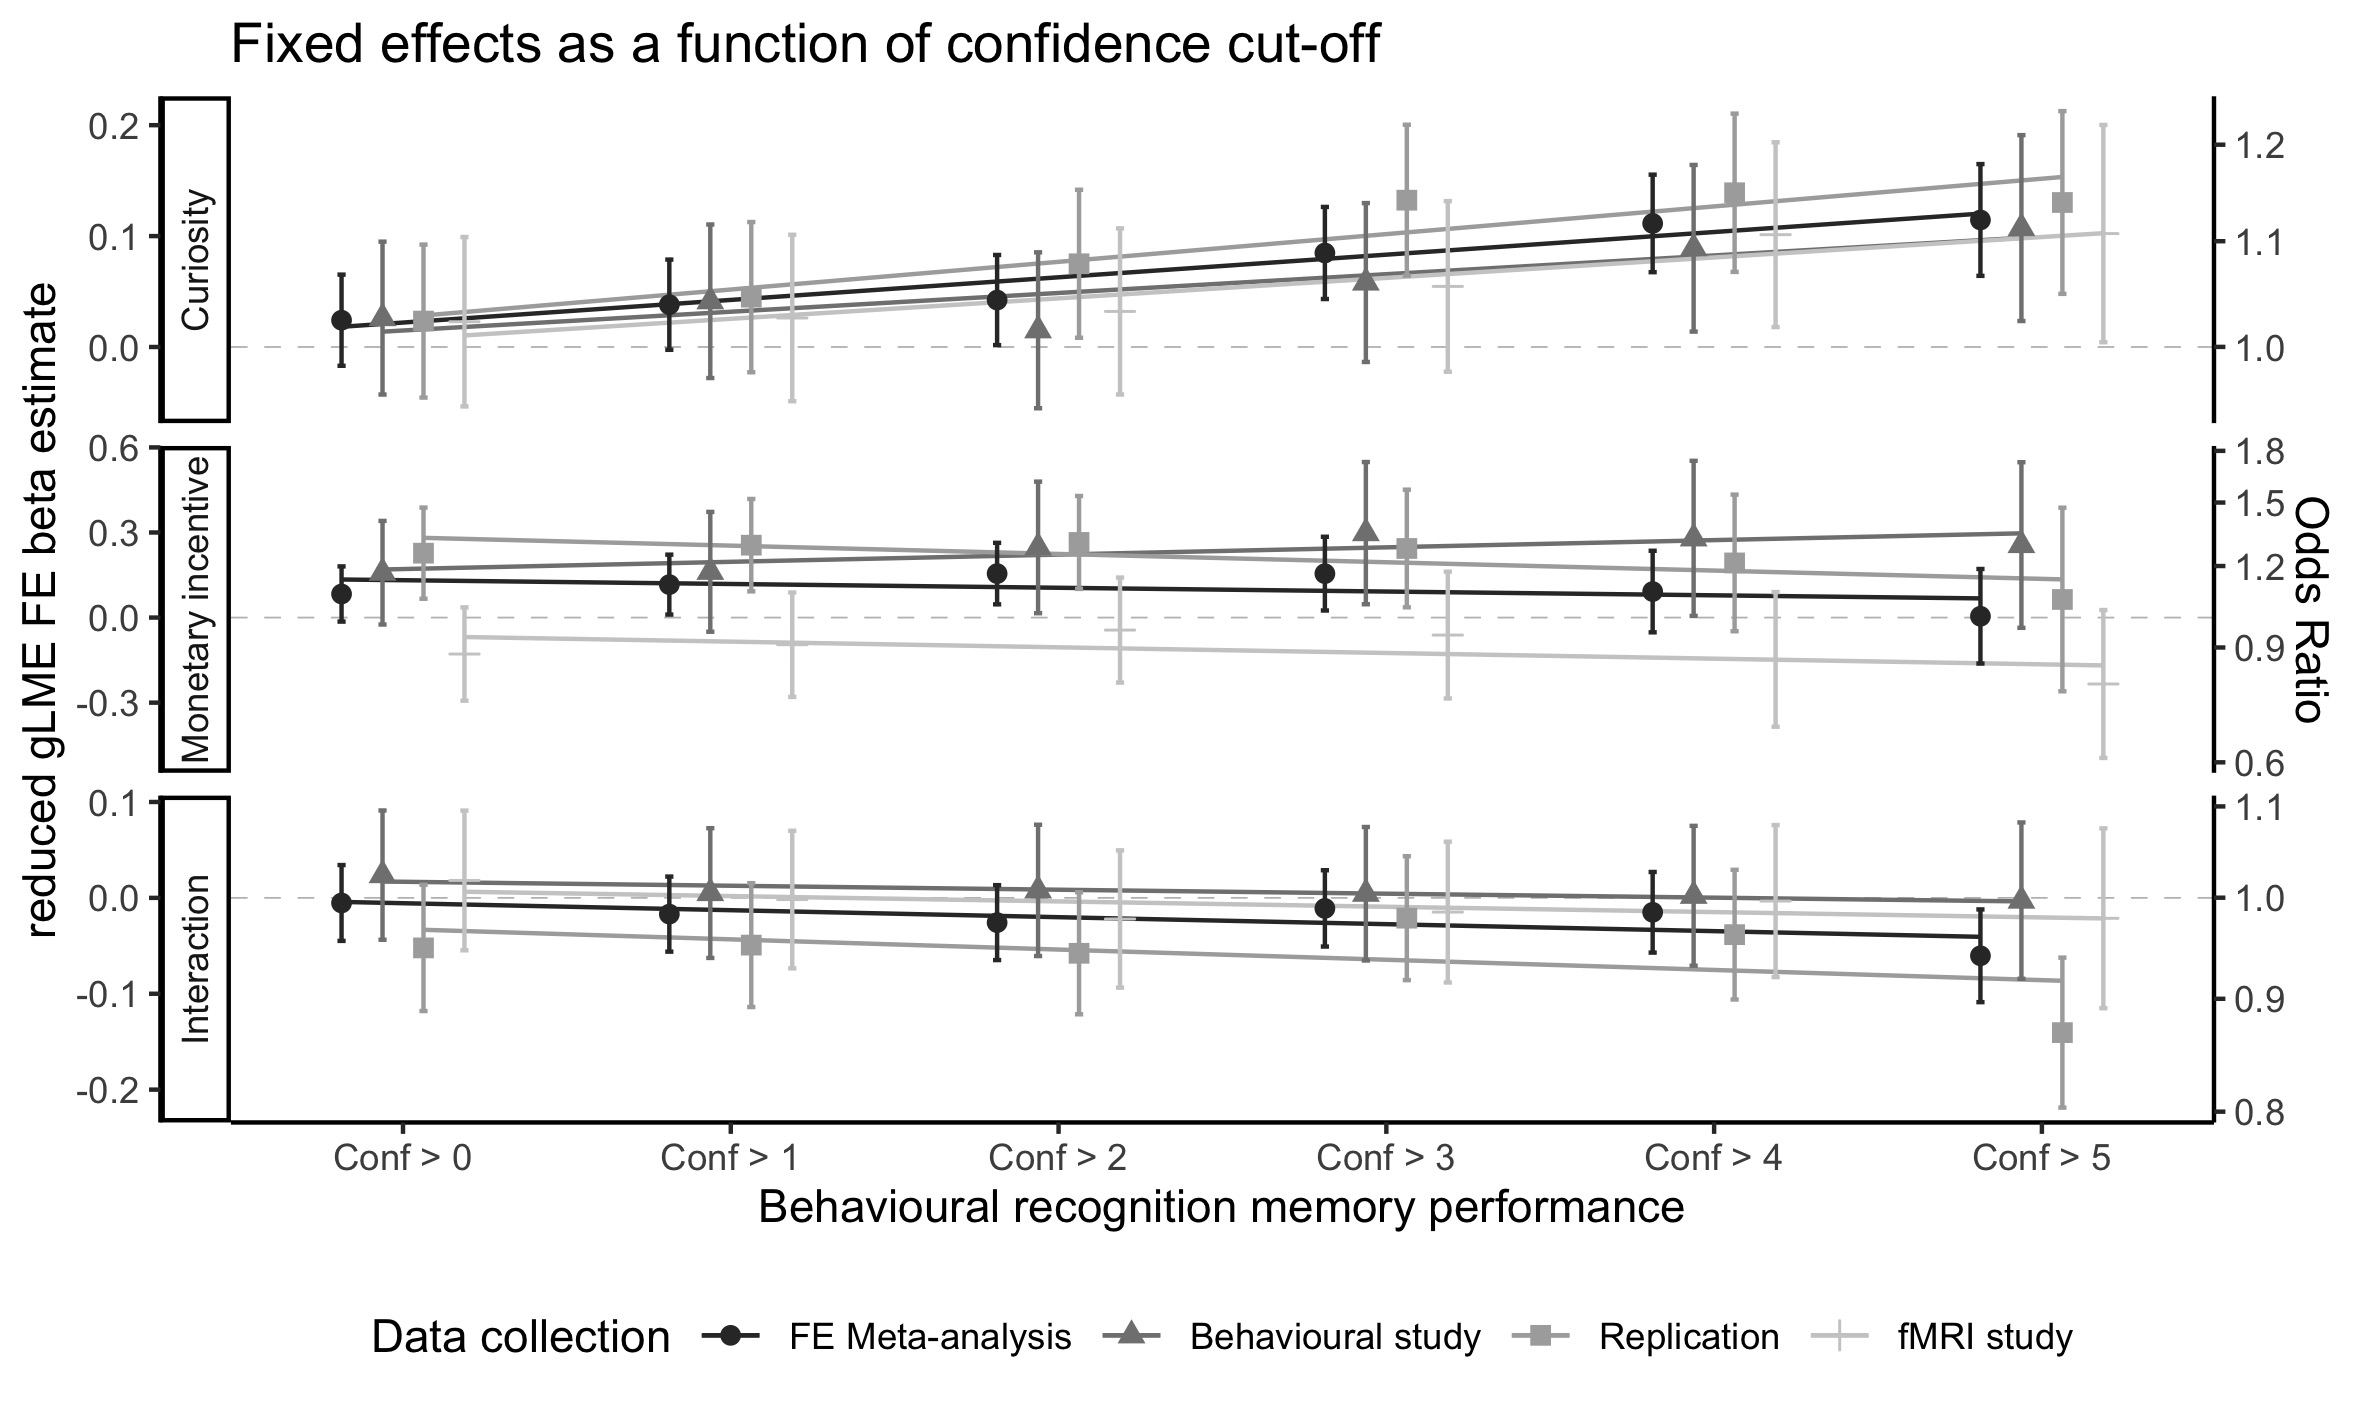 Fixed effects as a function of confidence cut-off
reduced gLME FE beta estimate
Curiosity
0.2
0.1
0.0
1.2
1.1
1.0
Monetary incentive
0.6
0.3
0.0
-0.3
1.8
1.5
1.2
0.9
0.6
Odds Ratio
Interaction
0.1
0.0
-0.1
-0.2
1.1
1.0
0.9
0.8
Conf > 0 Conf > 1 Conf > 2 Conf > 3 Conf > 4 Conf > 5
Behavioural recognition memory performance
Data collection FE Meta-analysis Behavioural study Replication fMRI study